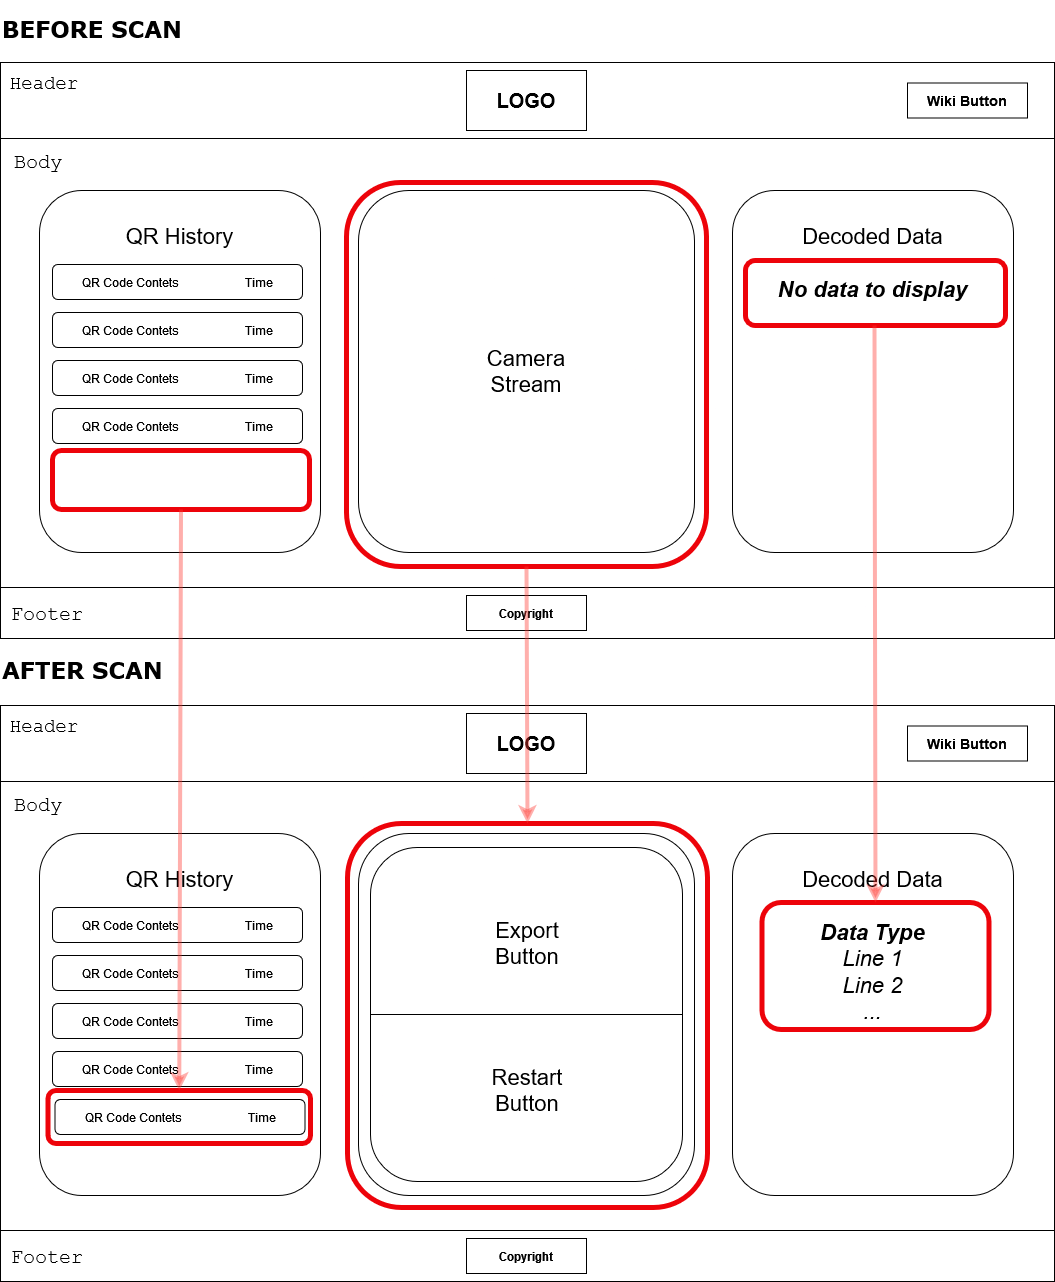 BEFORE SCAN
Header
LOGO
Wiki Button
Body
QR History
QR Code Contets Time
QR Code Contets Time
QR Code Contets Time
QR Code Contets Time
Camera
Stream
Decoded Data
No data to display
Footer
Copyright
AFTER SCAN
Header
LOGO
Wiki Button
Body
QR History
QR Code Contets Time
QR Code Contets Time
QR Code Contets Time
QR Code Contets Time
QR Code Contets Time
Export
Button
Restart
Button
Decoded Data
Data Type
Line 1
Line 2
...
Footer
Copyright